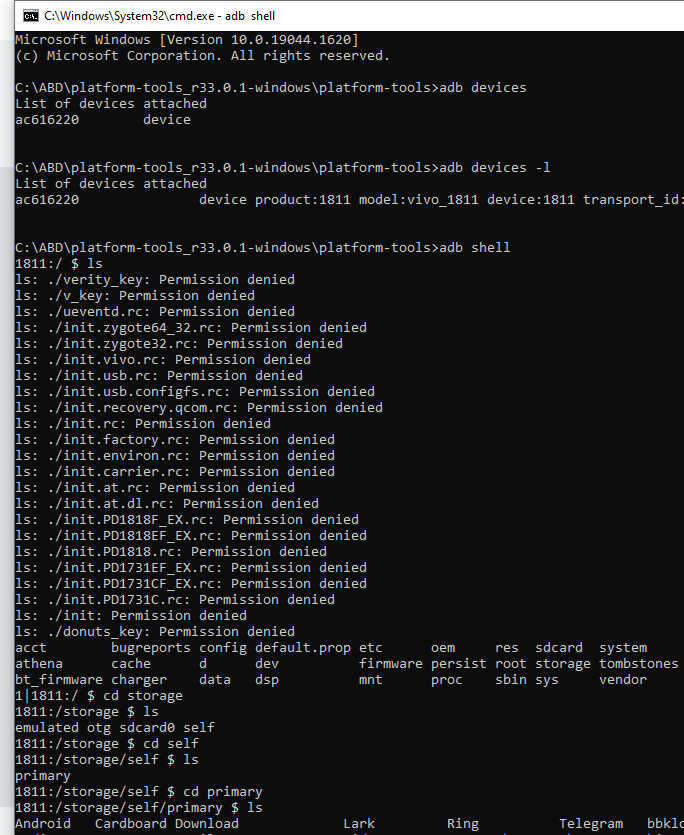 C:\Windows\System32\cmd.exe - adb shell
Microsoft Windows [Version 10.0.19044.1620]
(c) Microsoft Corporation. All rights reserved.
C:\ABD\platform-tools_r33.0.1-windows\platform-tools>adb devices
List of devices attached
ac616220        device
C:\ABD\platform-tools_r33.0.1-windows\platform-tools>adb devices -l
List of devices attached
ac616220               device product:1811 model:vivo_1811 device:1811 transport_id:
C:\ABD\platform-tools_r33.0.1-windows\platform-tools>adb shell
1811:/ $ ls
ls: ./verity_key: Permission denied
ls: ./v_key: Permission denied
ls: ./ueventd.rc: Permission denied
ls: ./init.zygote64_32.rc: Permission denied
ls: ./init.zygote32.rc: Permission denied
ls: ./init.vivo.rc: Permission denied
ls: ./init.usb.rc: Permission denied
ls: ./init.usb.configfs.rc: Permission denied
ls: ./init.recovery.qcom.rc: Permission denied
ls: ./init.rc: Permission denied
ls: ./init.factory.rc: Permission denied
ls: ./init.environ.rc: Permission denied
ls: ./init.carrier.rc: Permission denied
ls: ./init.at.rc: Permission denied
ls: ./init.at.dl.rc: Permission denied
ls: ./init.PD1818F_EX.rc: Permission denied
ls: ./init.PD1818EF_EX.rc: Permission denied
ls: ./init.PD1818.rc: Permission denied
ls: ./init.PD1731EF_EX.rc: Permission denied
ls: ./init.PD1731CF_EX.rc: Permission denied
ls: ./init.PD1731C.rc: Permission denied
ls: ./init: Permission denied
ls: ./donuts_key: Permission denied
acct        bugreports config default.prop etc      oem     res  sdcard  system
athena      cache      d      dev          firmware persist root storage tombstones
bt_firmware charger    data   dsp          mnt      proc    sbin sys     vendor
1|1811:/ $ cd storage
1811:/storage $ ls
emulated otg sdcard0 self
1811:/storage $ cd self
1811:/storage/self $ ls
primary
1811:/storage/self $ cd primary
1811:/storage/self/primary $ ls
Android   Cardboard Download             Lark         Ring          Telegram   bbklo